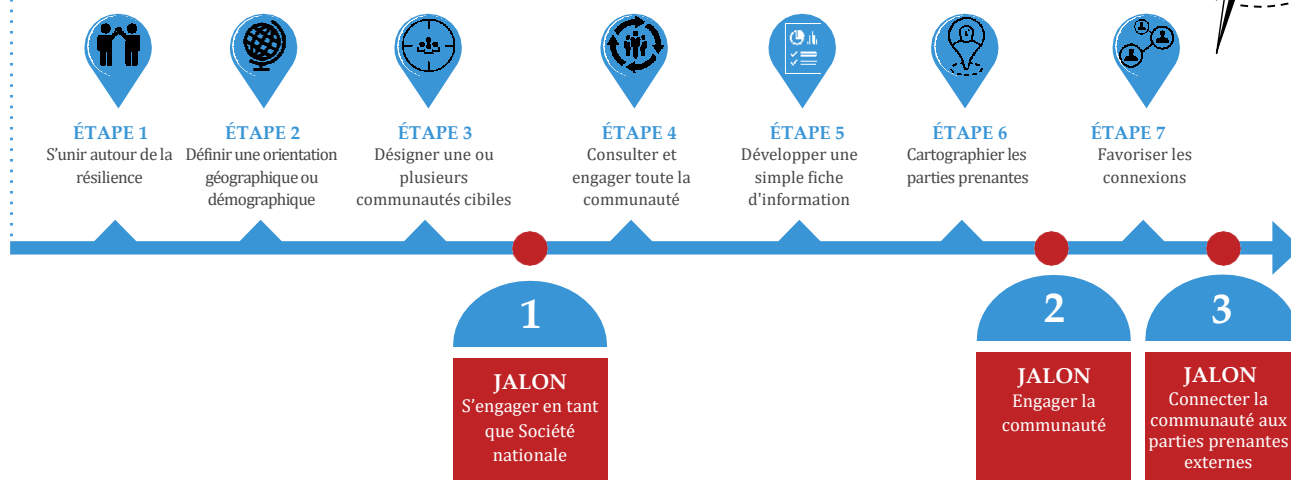 ÉTAPE 1
S’unir autour de la
résilience
ÉTAPE 2
Définir une orientation
géographique ou
démographique
ÉTAPE 3
Désigner une ou
plusieurs
communautés cibiles
ÉTAPE 4
Consulter et
engager toute la
communauté
ÉTAPE 5
Développer une
simple fiche
d'information
ÉTAPE 6
Cartographier les
parties prenantes
ÉTAPE 7
Favoriser les
connexions
1
JALON
S’engager en tant
que Société
nationale
2
JALON
Engager la
communauté
3
JALON
Connecter la
communauté aux
parties prenantes
externes